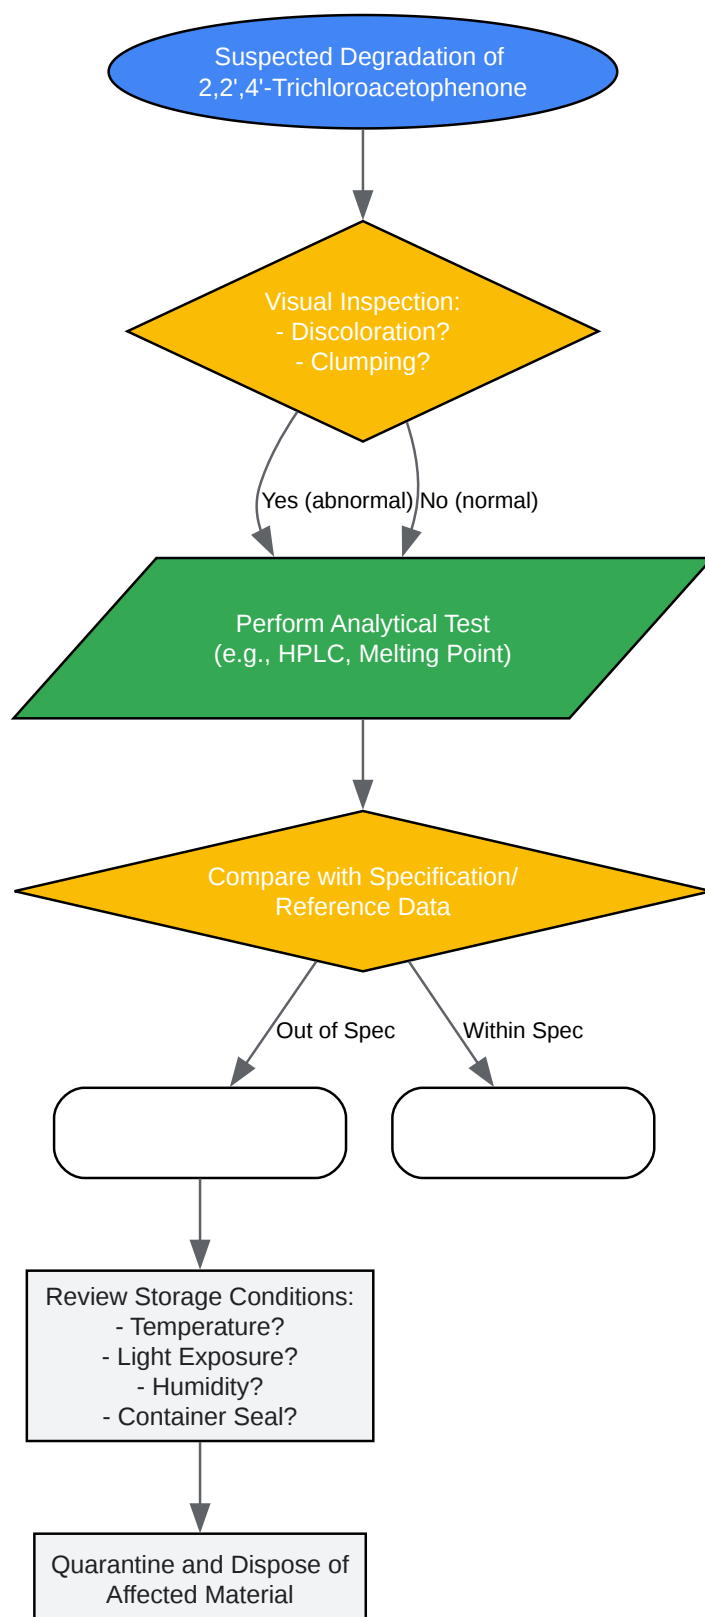 Suspected Degradation of
2,2',4'-Trichloroacetophenone
Visual Inspection:
- Discoloration?
- Clumping?
Yes (abnormal)
No (normal)
Perform Analytical Test
(e.g., HPLC, Melting Point)
Compare with Specification/
Reference Data
Out of Spec
Within Spec
Review Storage Conditions:
- Temperature?
- Light Exposure?
- Humidity?
- Container Seal?
Quarantine and Dispose of
Affected Material